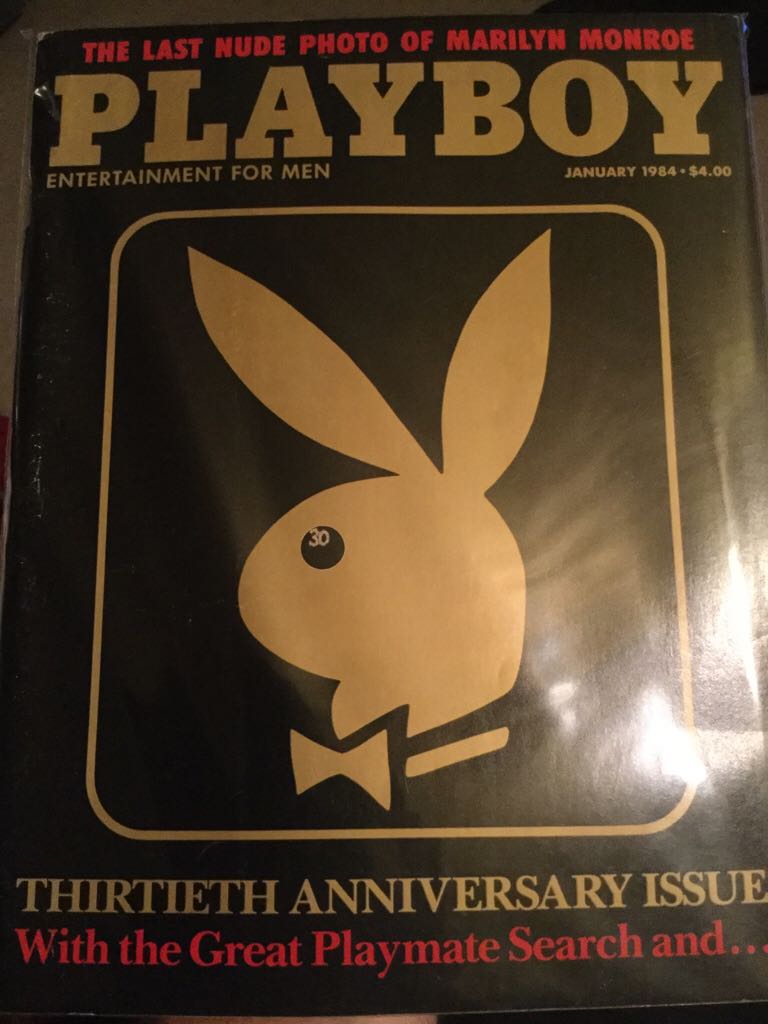 THE LAST NUDE PHOTO OF MARILYN MONROE
PLAYBOY
ENTERTAINMENT FOR MEN
JANUARY 1984 • $4.00
30
THIRTIETH ANNIVERSARY ISSUE
With the Great Playmate Search and...